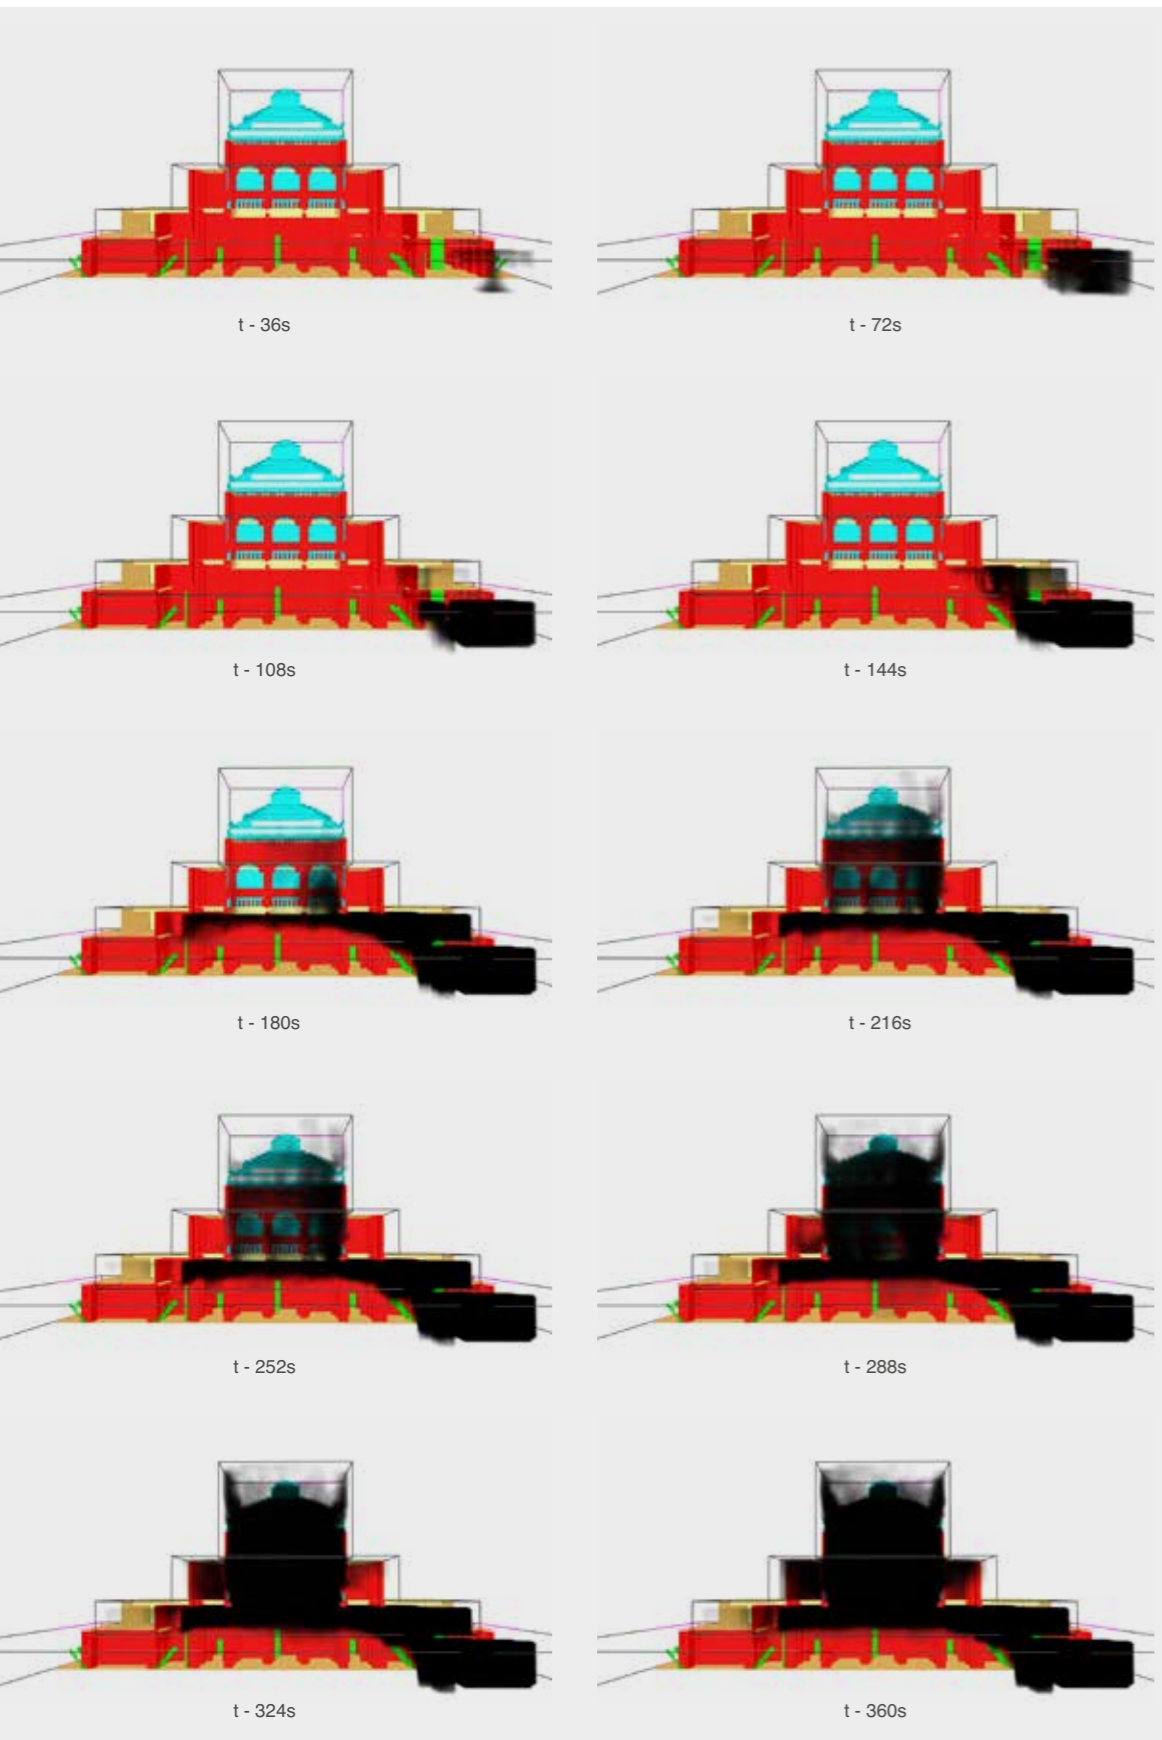 t - 36s
t - 72s
t - 108s
t - 144s
t - 180s
t - 216s
t - 252s
t - 288s
t - 324s
t - 360s